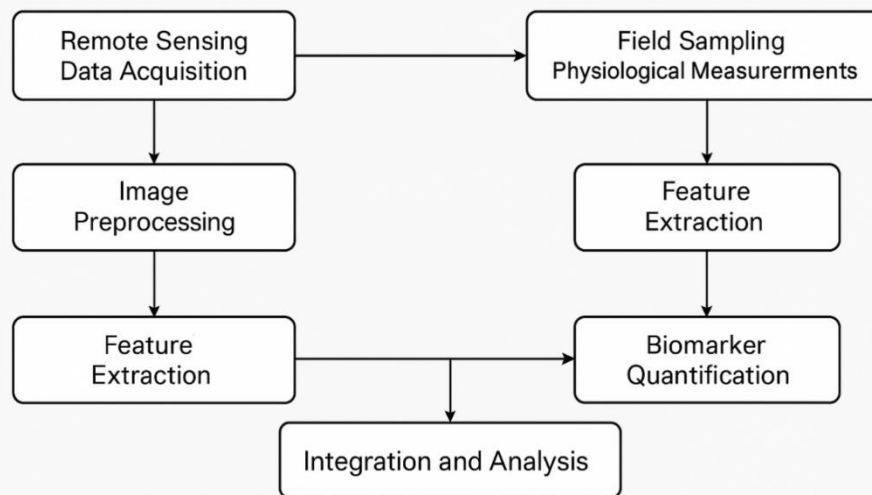 Remote Sensing
Data Acquisition
Field Sampling
Physiological Measurerments
Image
Preprocessing
Feature
Extraction
Feature
Extraction
Biomarker
Quantification
Integration and Analysis